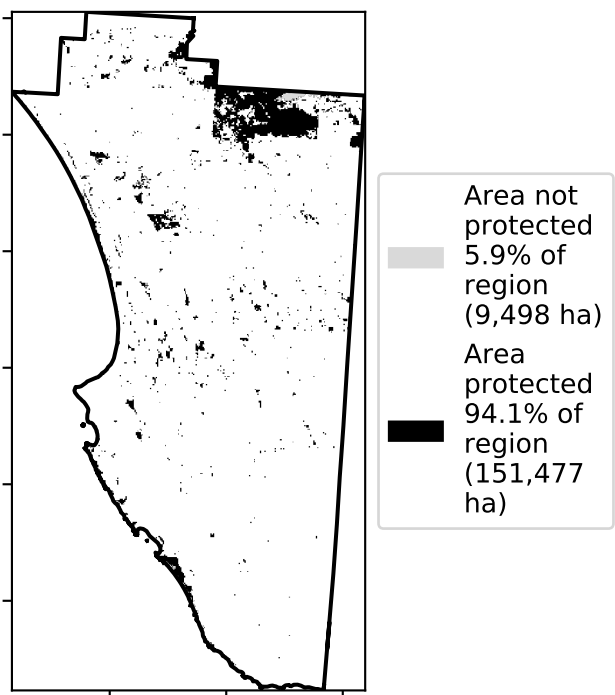 Area not
protected
5.9% of
region
(9,498 ha)
Area
protected
94.1% of
region
(151,477
ha)